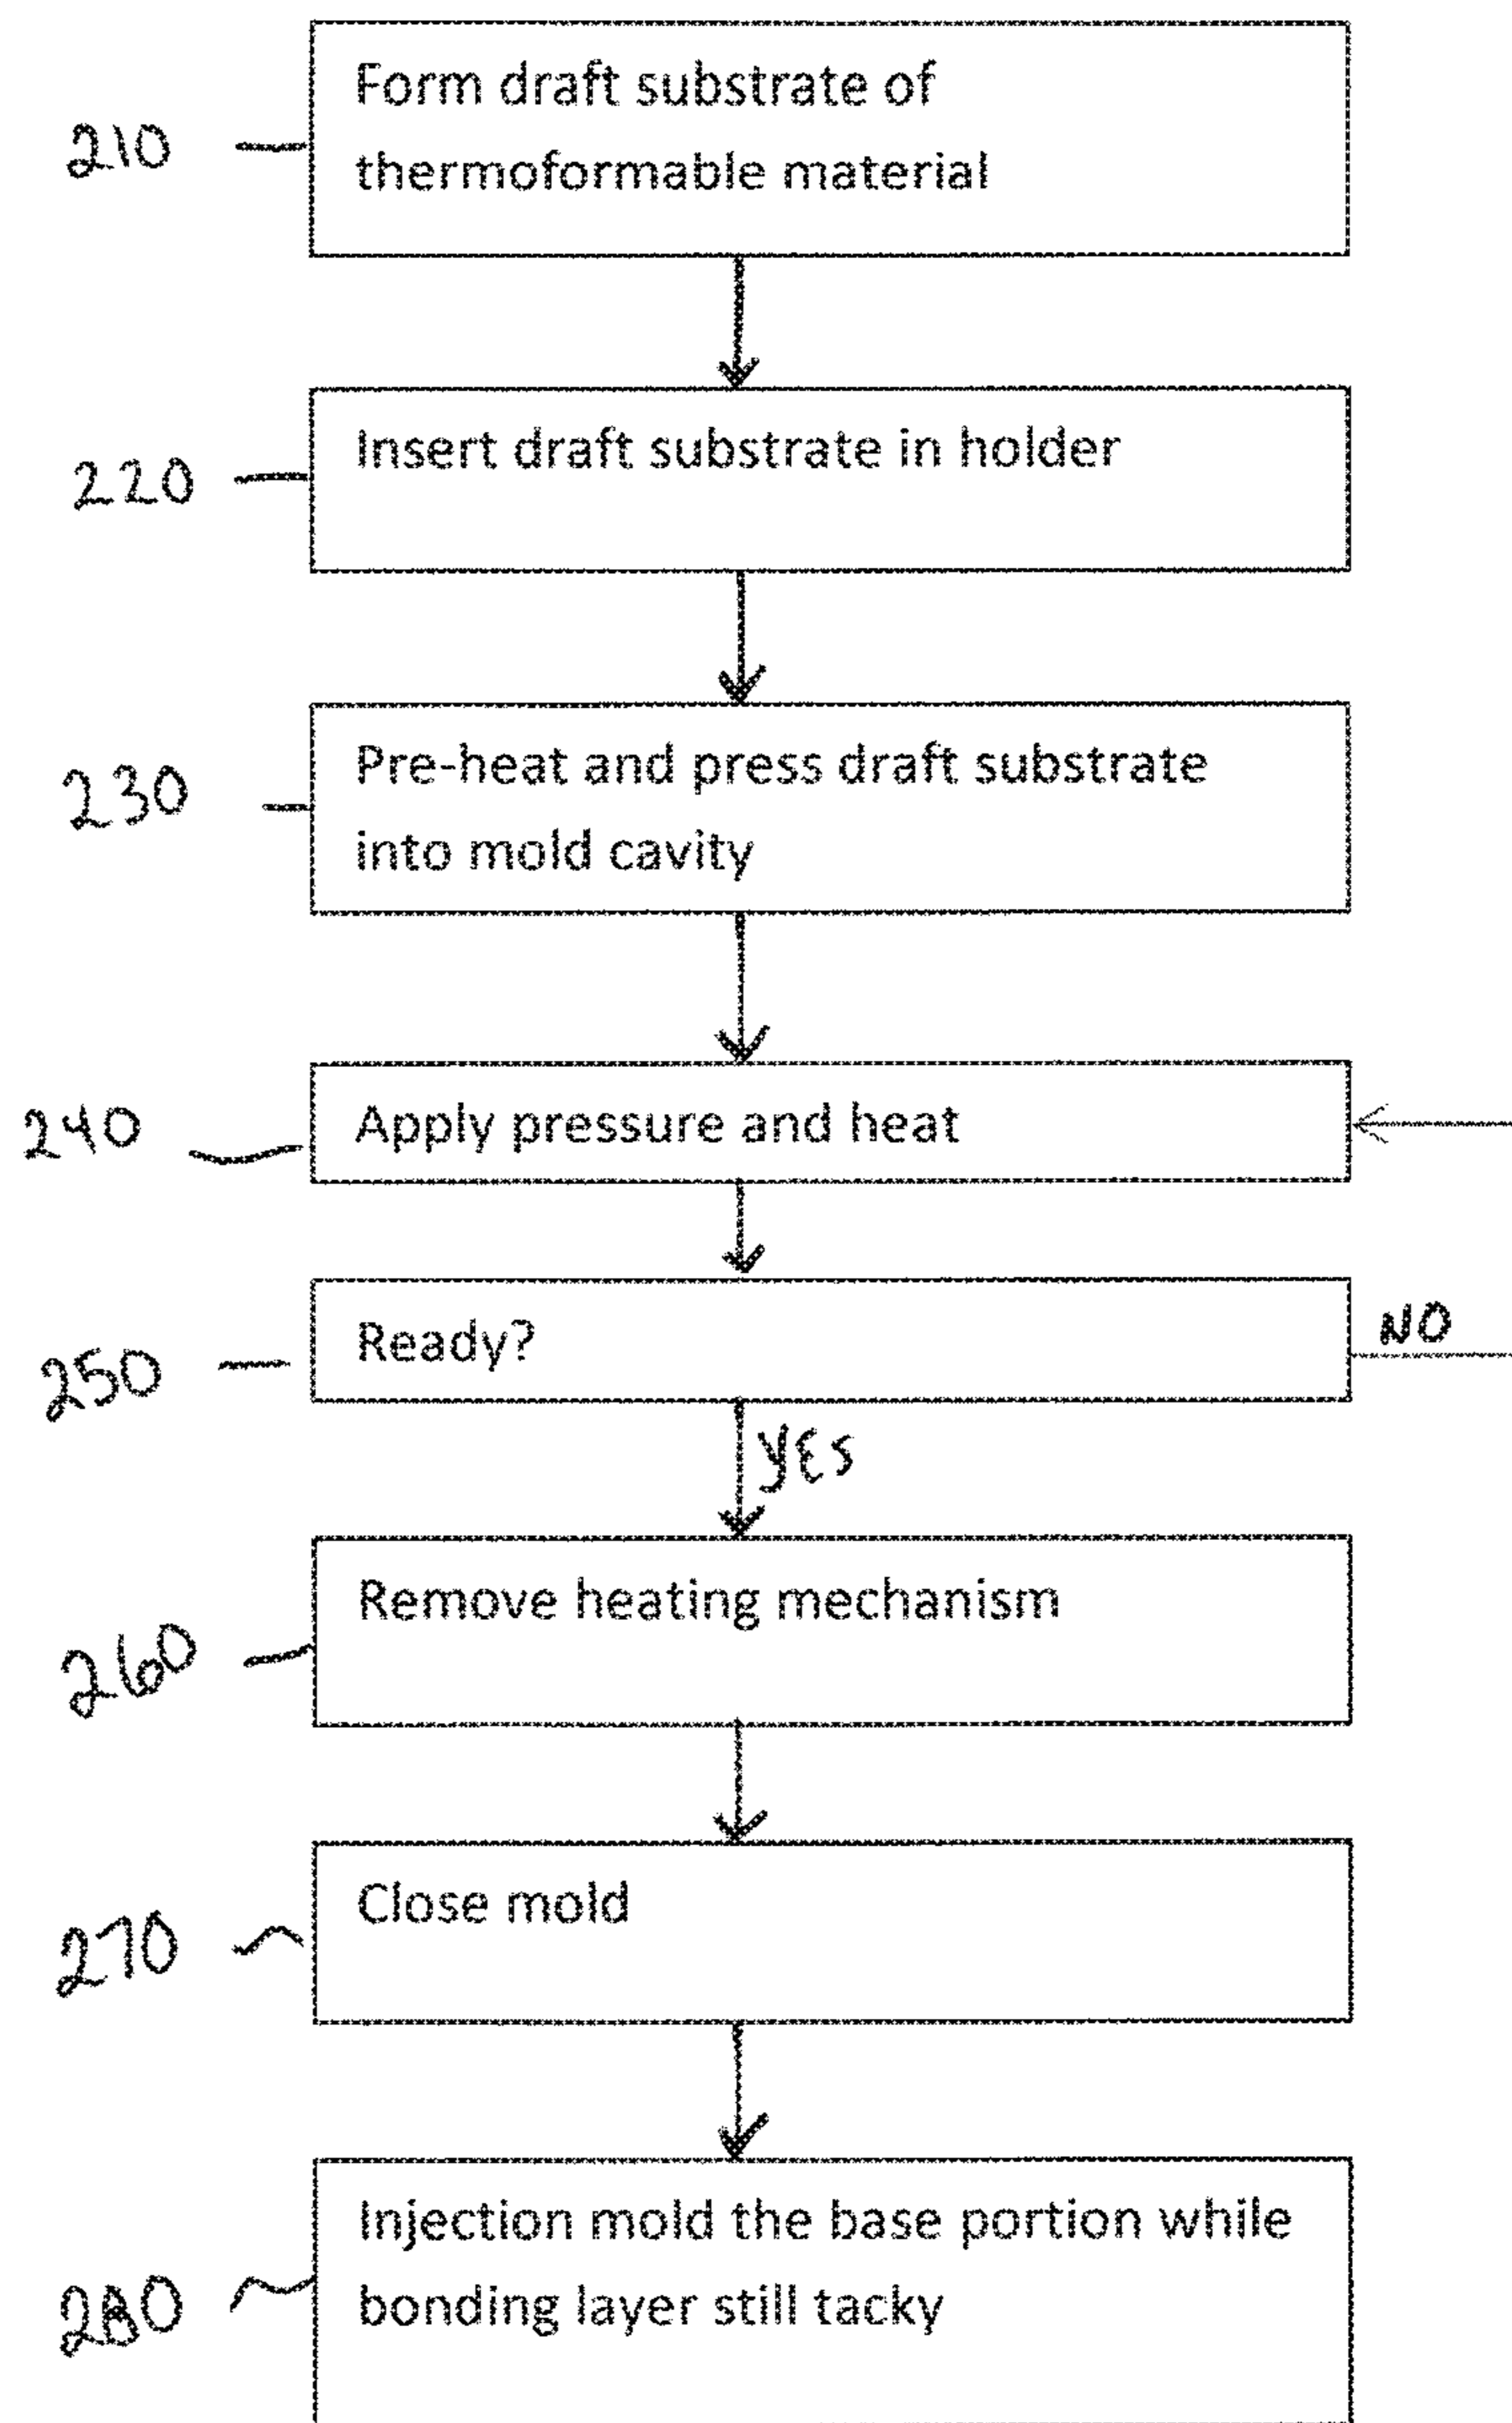 Form draft substrate of
210
thermoformable material
Insert draft substrate in holder
220
Pre-heat and press draft substrate
230
into mold cavity
240
Apply pressure and heat
Ready?
NO
250
YES
Remove heating mechanism
260
Close mold
270
Injection mold the base portion while
280
bonding layer still tacky